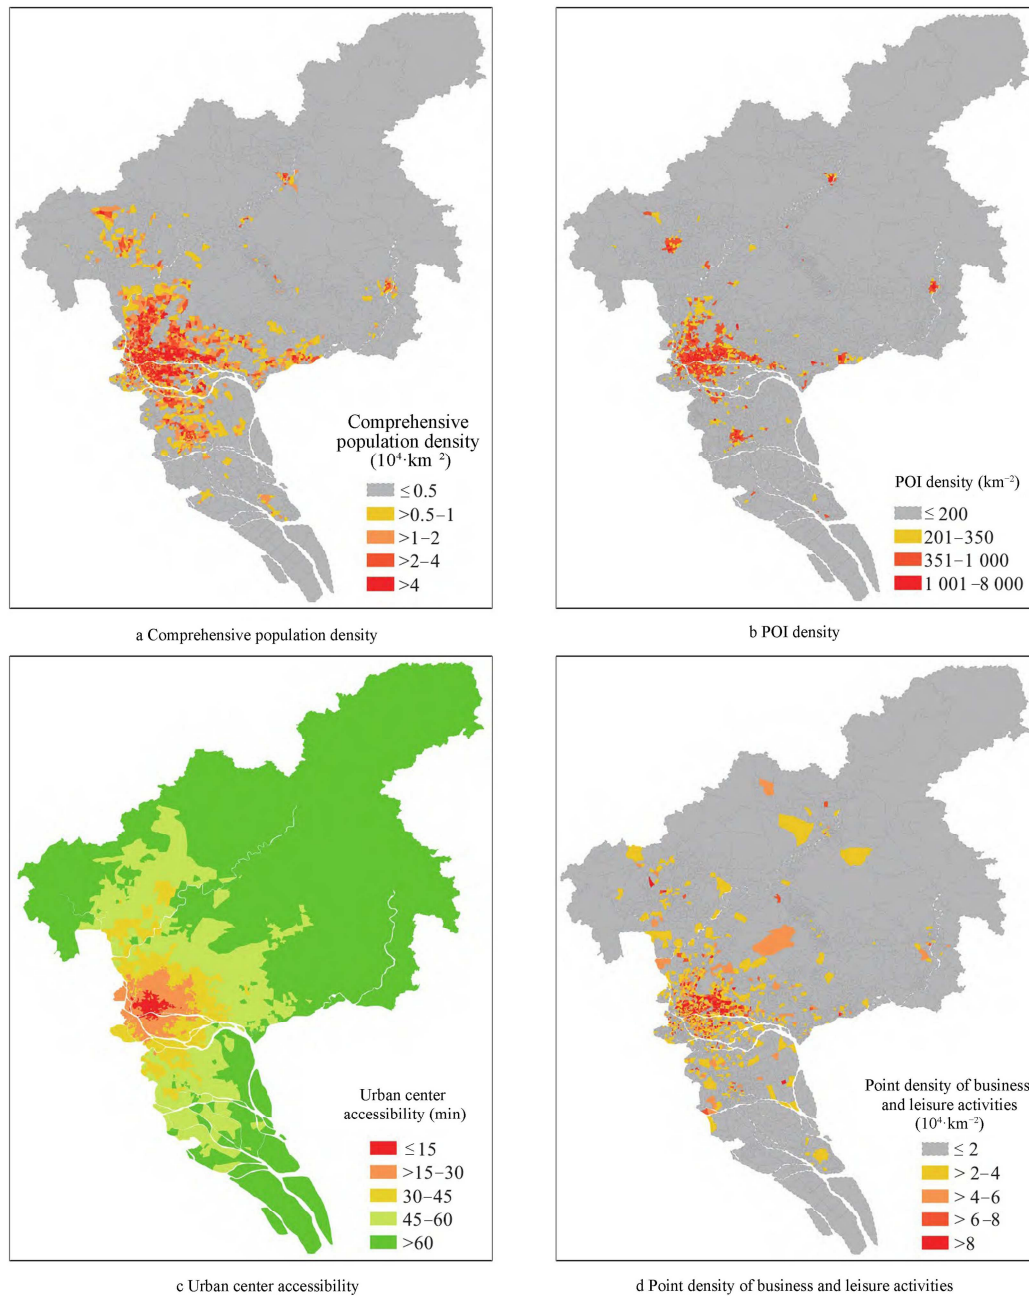 Comprehensive
population density
(10⁴·km⁻²)
≤ 0.5
>0.5–1
>1–2
>2–4
>4
a Comprehensive population density
POI density (km⁻²)
≤ 200
201–350
351–1 000
1 001–8 000
b POI density
Urban center
accessibility (min)
≤ 15
>15–30
30–45
45–60
>60
c Urban center accessibility
Point density of business
and leisure activities
(10⁴·km⁻²)
≤ 2
> 2–4
> 4–6
> 6–8
>8
d Point density of business and leisure activities